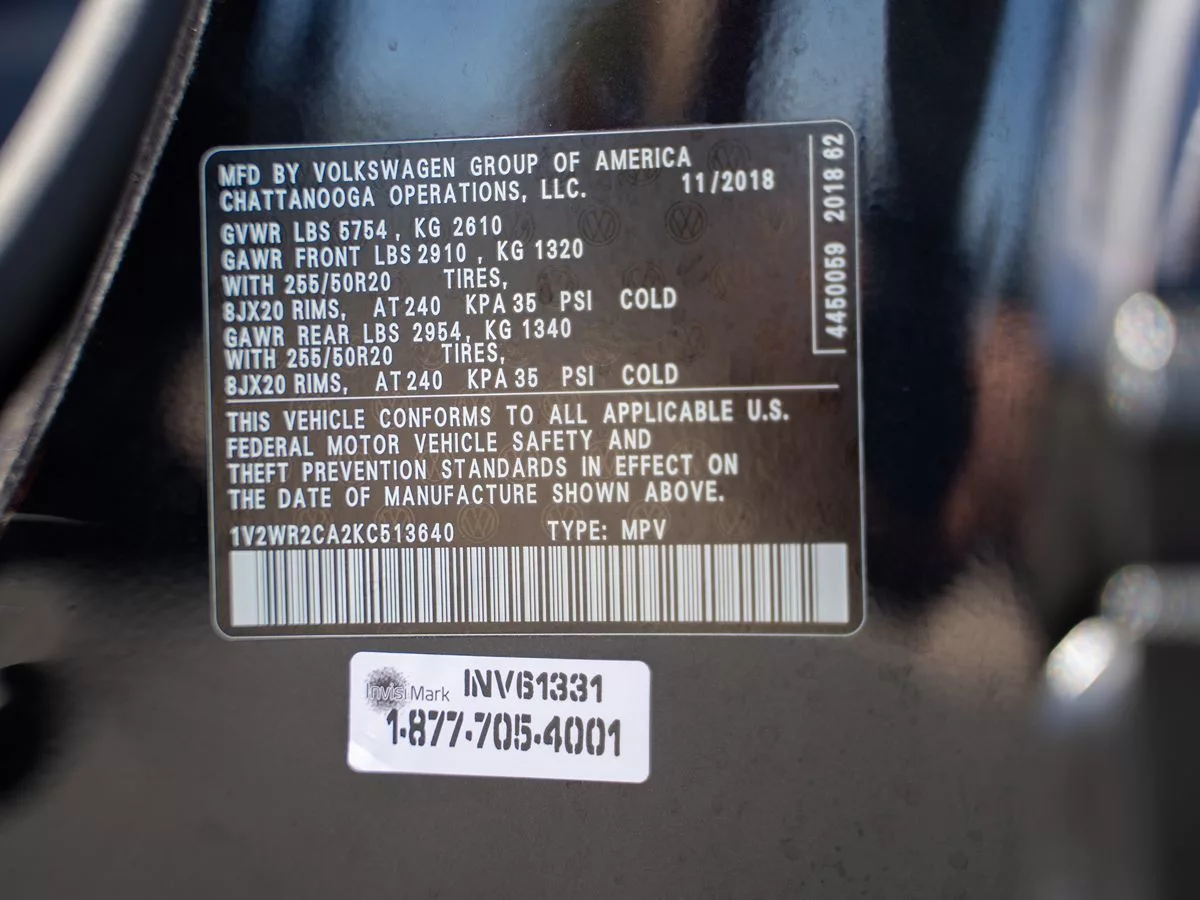 MFD BY VOLKSWAGEN GROUP OF AMERICA
CHATTANOOGA OPERATIONS, LLC. 11/2018
GVWR LBS 5754 , KG 2610
GAWR FRONT LBS 2910 , KG 1320
WITH 255/50R20 TIRES,
8JX20 RIMS, AT 240 KPA 35 PSI COLD
GAWR REAR LBS 2954, KG 1340
WITH 255/50R20 TIRES,
8JX20 RIMS, AT 240 KPA 35 PSI COLD
THIS VEHICLE CONFORMS TO ALL APPLICABLE U.S.
FEDERAL MOTOR VEHICLE SAFETY AND
THEFT PREVENTION STANDARDS IN EFFECT ON
THE DATE OF MANUFACTURE SHOWN ABOVE.
1V2WR2CA2KC513640 TYPE: MPV
4450059 2018 62
InvisiMark INV61331
1-877-705-4001